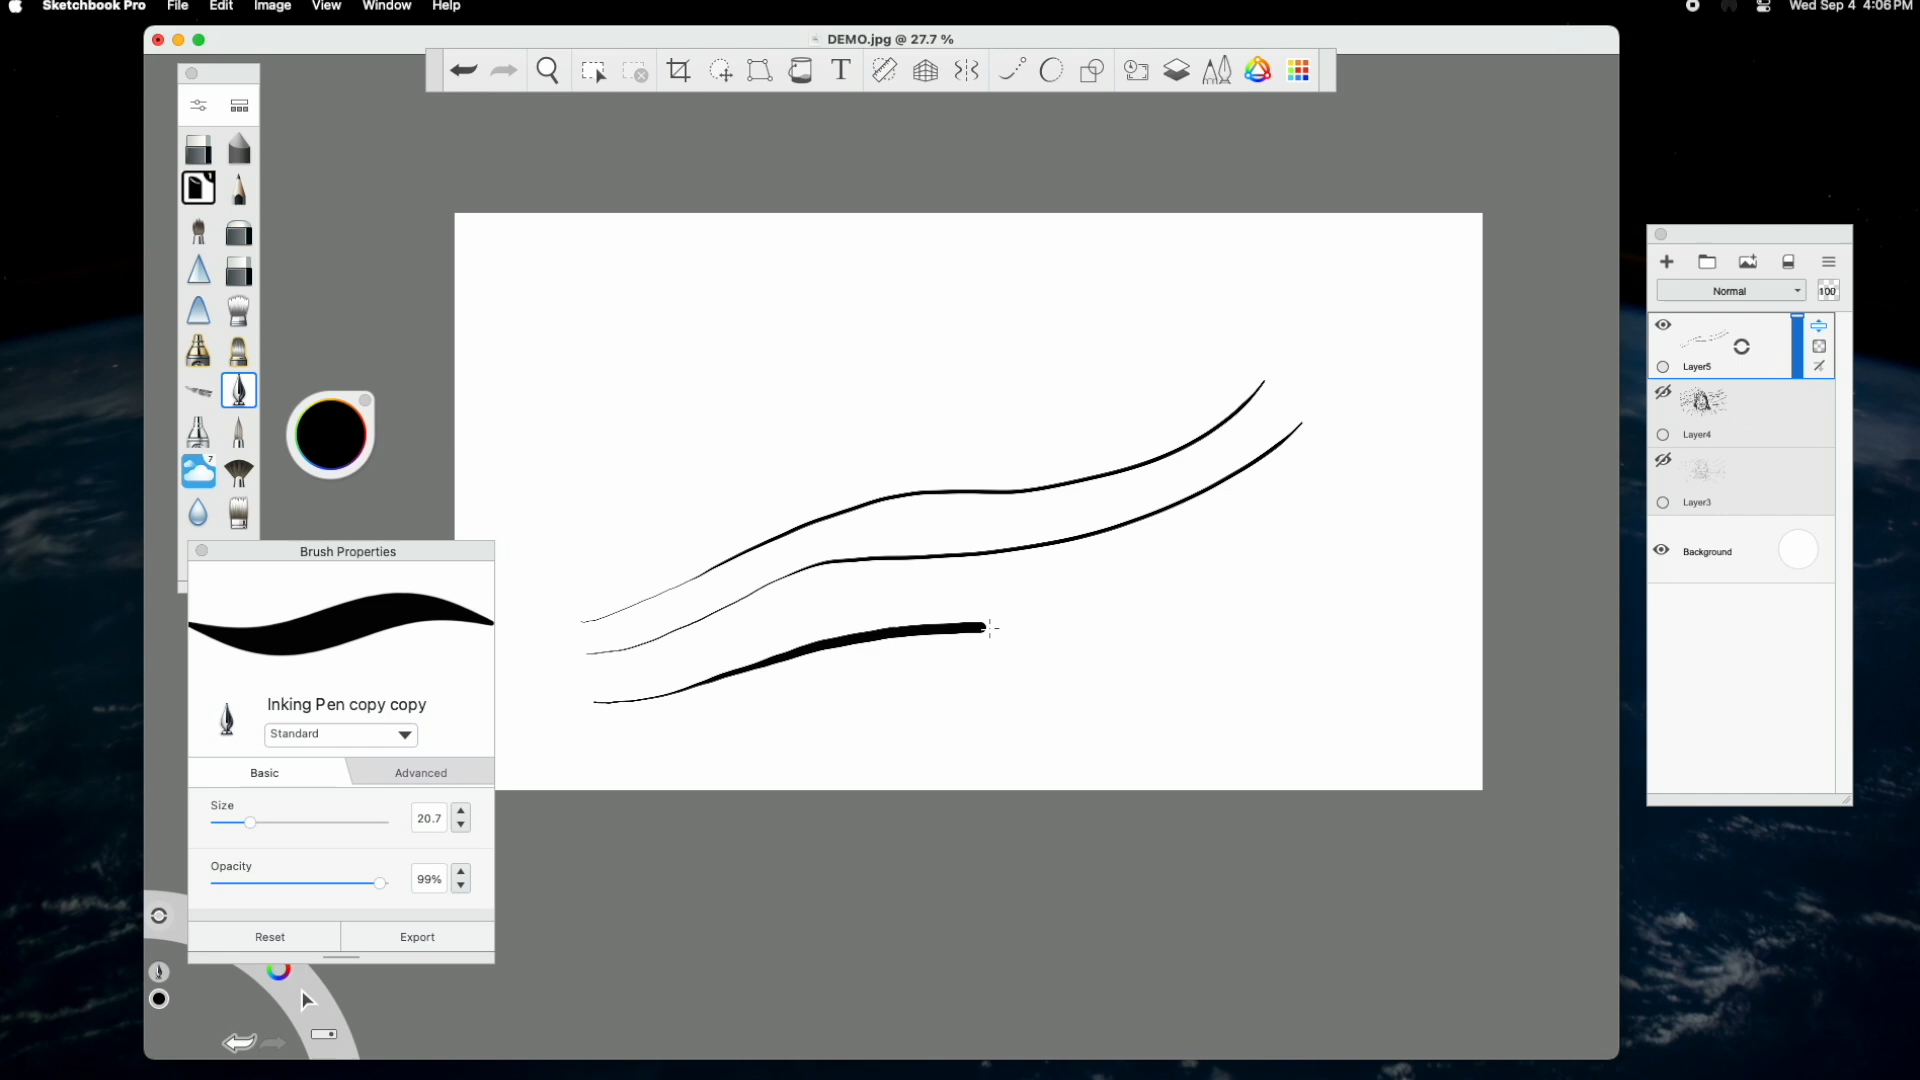 Sketchbook Pro File Edit Image View Window Help Wed Sep 4 4:06 PM
DEMO.jpg @ 27.7 %
T
7
Normal 100
Layer5
Layer4
Layer3
Background
Brush Properties
Inking Pen copy copy
Standard
Basic Advanced
Size
20.7
Opacity
99%
Reset Export